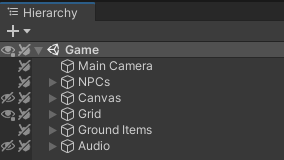 Hierarchy
Game
Main Camera
NPCs
Canvas
Grid
Ground Items
Audio